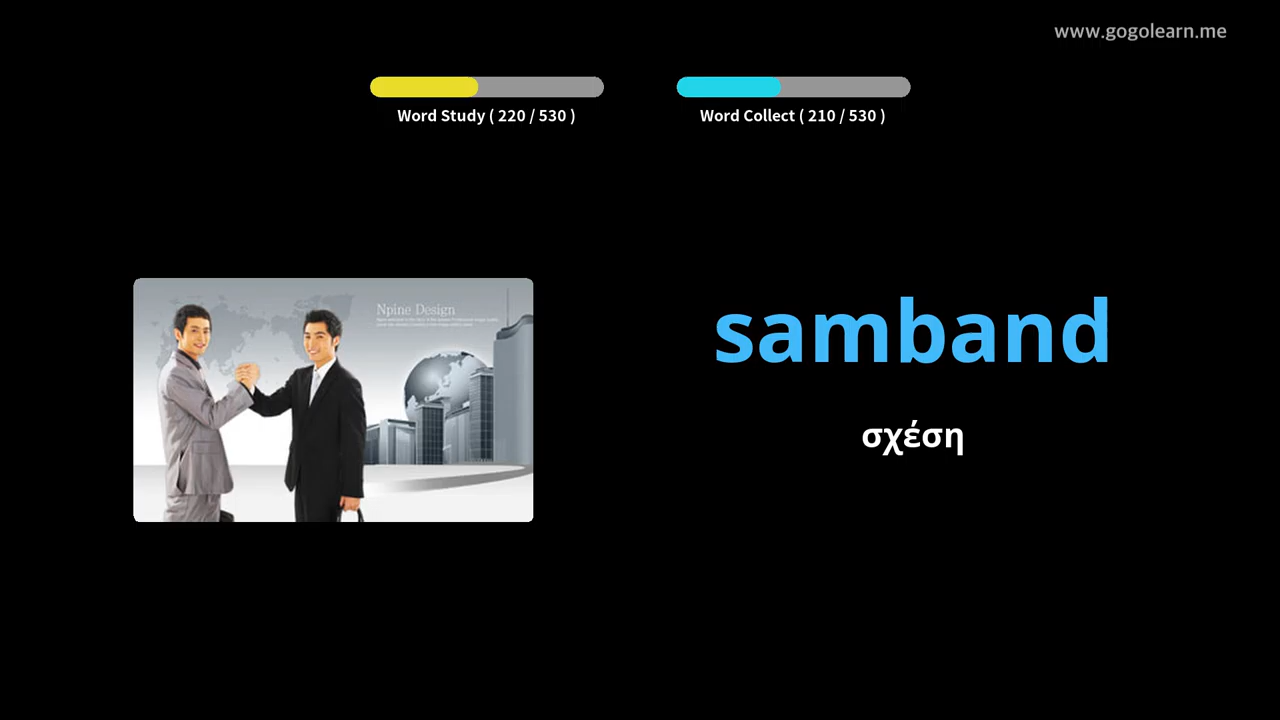 www.gogolearn.me
Word Study ( 220 / 530 )
Word Collect ( 210 / 530 )
Npine Design
samband
σχέση